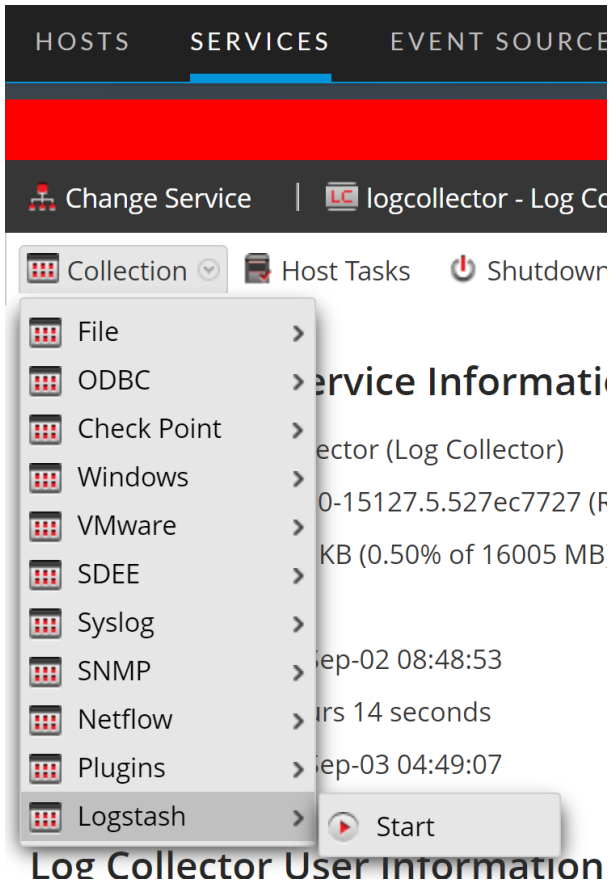 HOSTS SERVICES EVENT SOURCE
Change Service | LC logcollector - Log Co
Collection Host Tasks Shutdown
File
ervice Informati
ODBC
Check Point
ector (Log Collector)
Windows
0-15127.5.527ec7727 (R
VMware
KB (0.50% of 16005 MB)
SDEE
Syslog
Sep-02 08:48:53
SNMP
urs 14 seconds
Netflow
Sep-03 04:49:07
Plugins
Logstash Start
Log Collector User Information